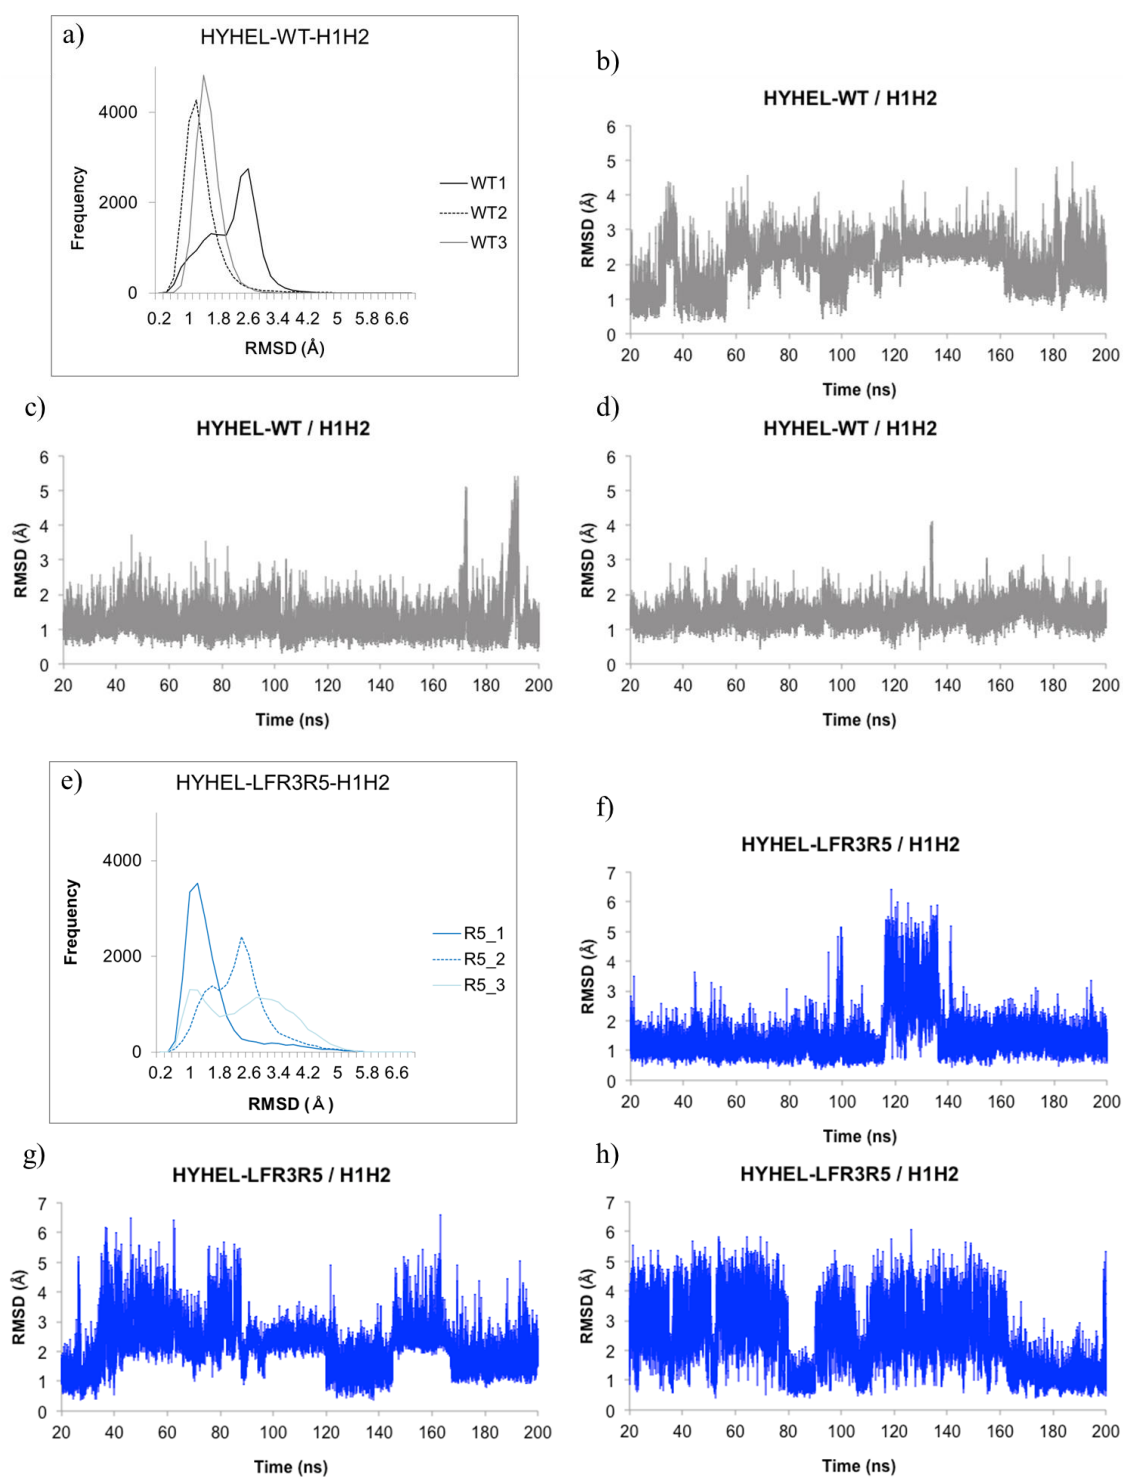 a)
HYHEL-WT-H1H2
4000
2000
0
Frequency
0.2 1 1.8 2.6 3.4 4.2 5 5.8 6.6
RMSD (Å)
WT1
WT2
WT3
b)
HYHEL-WT / H1H2
6
5
4
3
2
1
0
RMSD (Å)
20 40 60 80 100 120 140 160 180 200
Time (ns)
c)
HYHEL-WT / H1H2
6
5
4
3
2
1
0
RMSD (Å)
20 40 60 80 100 120 140 160 180 200
Time (ns)
d)
HYHEL-WT / H1H2
6
5
4
3
2
1
0
RMSD (Å)
20 40 60 80 100 120 140 160 180 200
Time (ns)
e)
HYHEL-LFR3R5-H1H2
4000
2000
0
Frequency
0.2 1 1.8 2.6 3.4 4.2 5 5.8 6.6
RMSD (Å)
R5_1
R5_2
R5_3
f)
HYHEL-LFR3R5 / H1H2
7
6
5
4
3
2
1
0
RMSD (Å)
20 40 60 80 100 120 140 160 180 200
Time (ns)
g)
HYHEL-LFR3R5 / H1H2
7
6
5
4
3
2
1
0
RMSD (Å)
20 40 60 80 100 120 140 160 180 200
Time (ns)
h)
HYHEL-LFR3R5 / H1H2
7
6
5
4
3
2
1
0
RMSD (Å)
20 40 60 80 100 120 140 160 180 200
Time (ns)